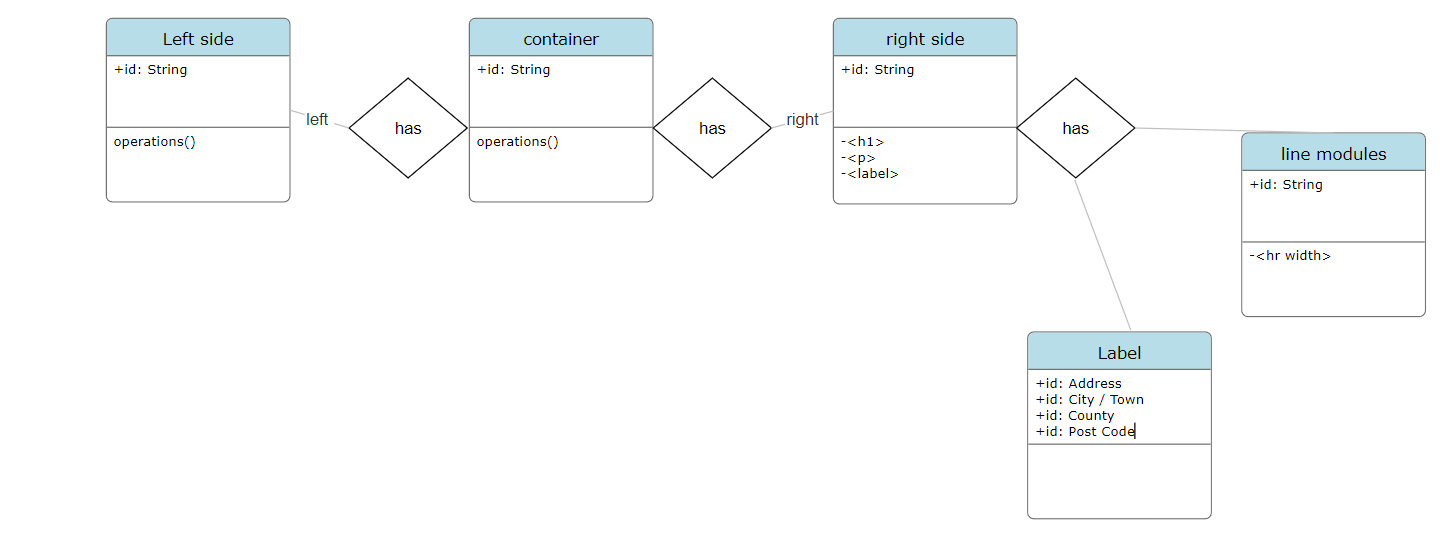 Left side
+id: String
operations()
left
has
container
+id: String
operations()
has
right
right side
+id: String
-<h1>
-<p>
-<label>
has
line modules
+id: String
-<hr width>
Label
+id: Address
+id: City / Town
+id: County
+id: Post Code